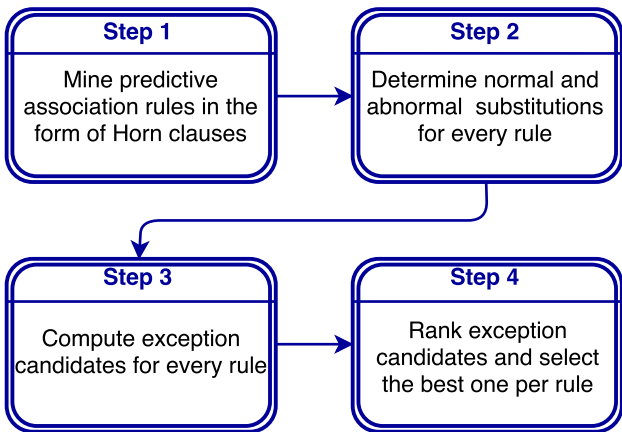 Step 1
Mine predictive
association rules in the
form of Horn clauses
Step 2
Determine normal and
abnormal substitutions
for every rule
Step 3
Compute exception
candidates for every rule
Step 4
Rank exception
candidates and select
the best one per rule